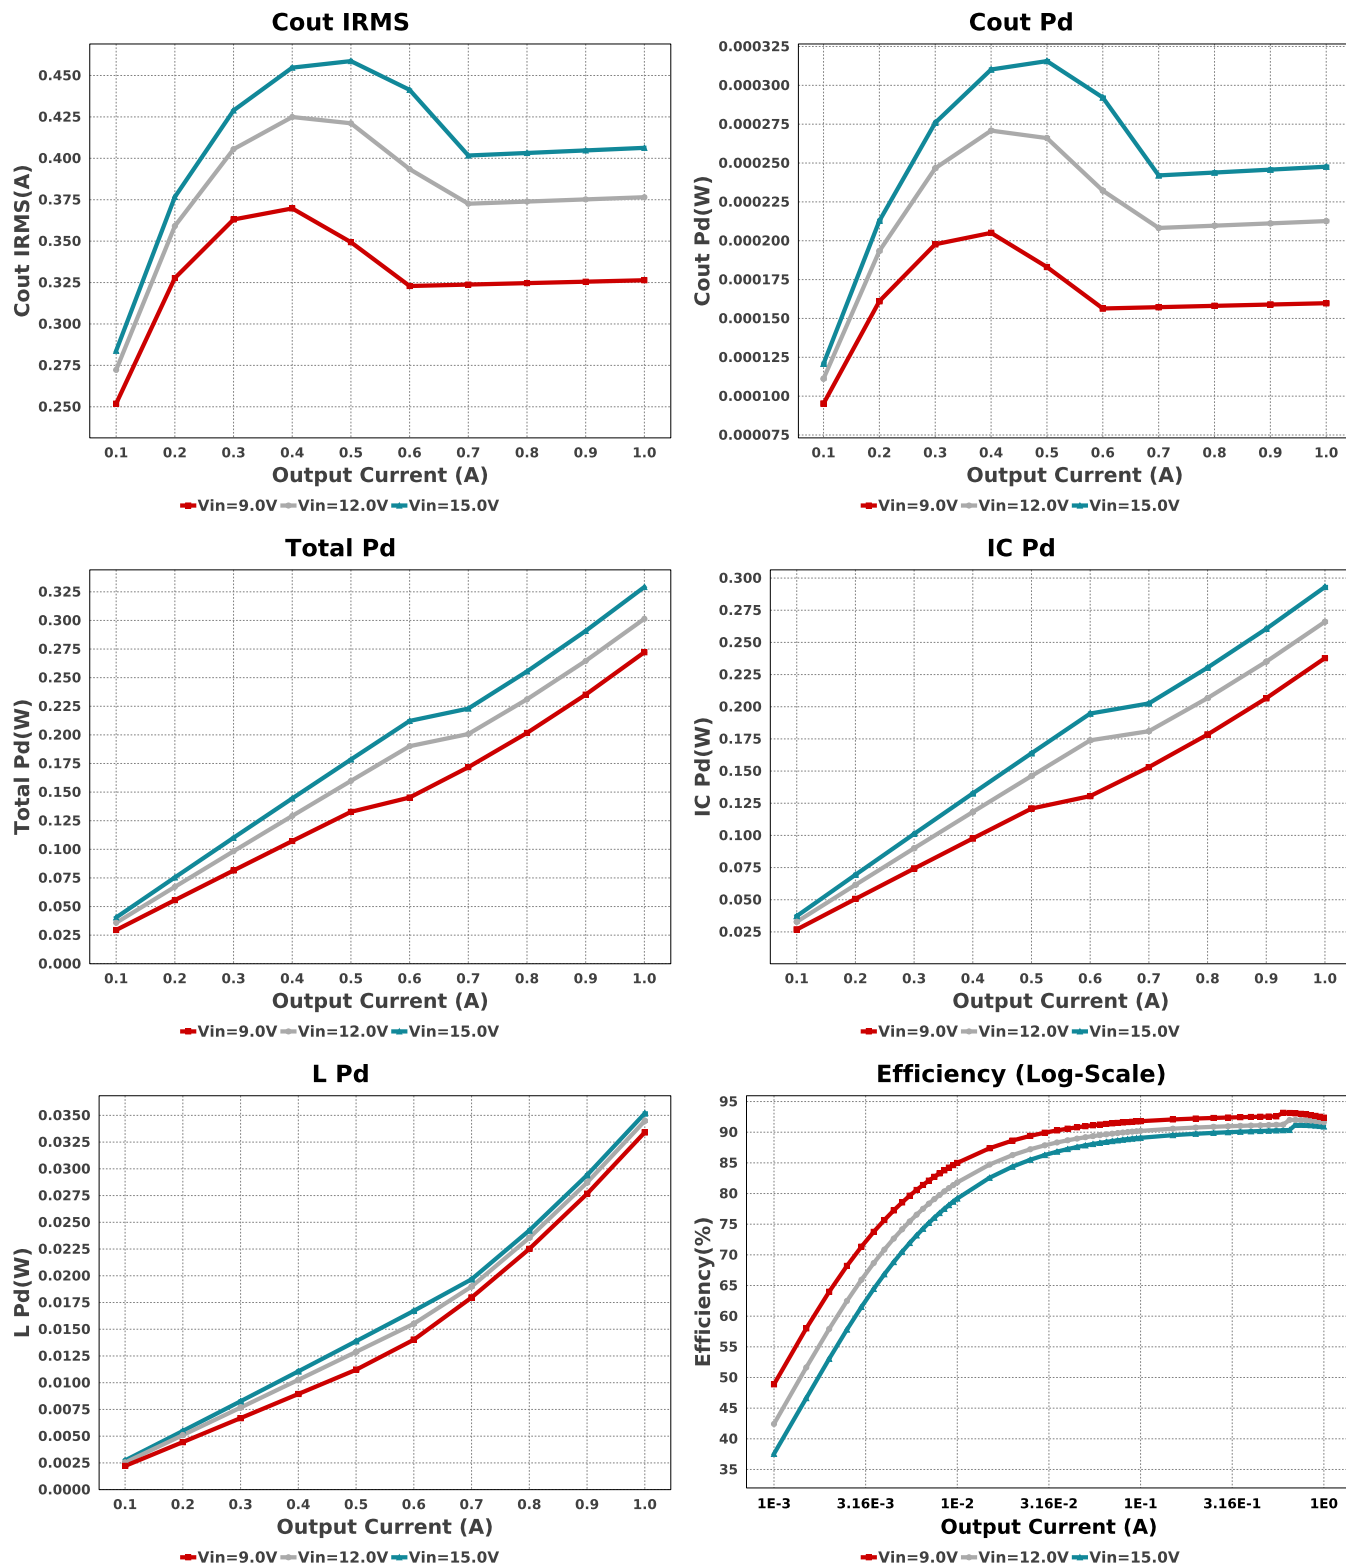 Cout IRMS
Cout IRMS(A)
0.450
0.425
0.400
0.375
0.350
0.325
0.300
0.275
0.250
0.1 0.2 0.3 0.4 0.5 0.6 0.7 0.8 0.9 1.0
Output Current (A)
Vin=9.0V Vin=12.0V Vin=15.0V
Cout Pd
Cout Pd(W)
0.000325
0.000300
0.000275
0.000250
0.000225
0.000200
0.000175
0.000150
0.000125
0.000100
0.000075
0.1 0.2 0.3 0.4 0.5 0.6 0.7 0.8 0.9 1.0
Output Current (A)
Vin=9.0V Vin=12.0V Vin=15.0V
Total Pd
Total Pd(W)
0.325
0.300
0.275
0.250
0.225
0.200
0.175
0.150
0.125
0.100
0.075
0.050
0.025
0.000
0.1 0.2 0.3 0.4 0.5 0.6 0.7 0.8 0.9 1.0
Output Current (A)
Vin=9.0V Vin=12.0V Vin=15.0V
IC Pd
IC Pd(W)
0.300
0.275
0.250
0.225
0.200
0.175
0.150
0.125
0.100
0.075
0.050
0.025
0.1 0.2 0.3 0.4 0.5 0.6 0.7 0.8 0.9 1.0
Output Current (A)
Vin=9.0V Vin=12.0V Vin=15.0V
L Pd
L Pd(W)
0.0350
0.0325
0.0300
0.0275
0.0250
0.0225
0.0200
0.0175
0.0150
0.0125
0.0100
0.0075
0.0050
0.0025
0.0000
0.1 0.2 0.3 0.4 0.5 0.6 0.7 0.8 0.9 1.0
Output Current (A)
Vin=9.0V Vin=12.0V Vin=15.0V
Efficiency (Log-Scale)
Efficiency(%)
95
90
85
80
75
70
65
60
55
50
45
40
35
1E-3 3.16E-3 1E-2 3.16E-2 1E-1 3.16E-1 1E0
Output Current (A)
Vin=9.0V Vin=12.0V Vin=15.0V